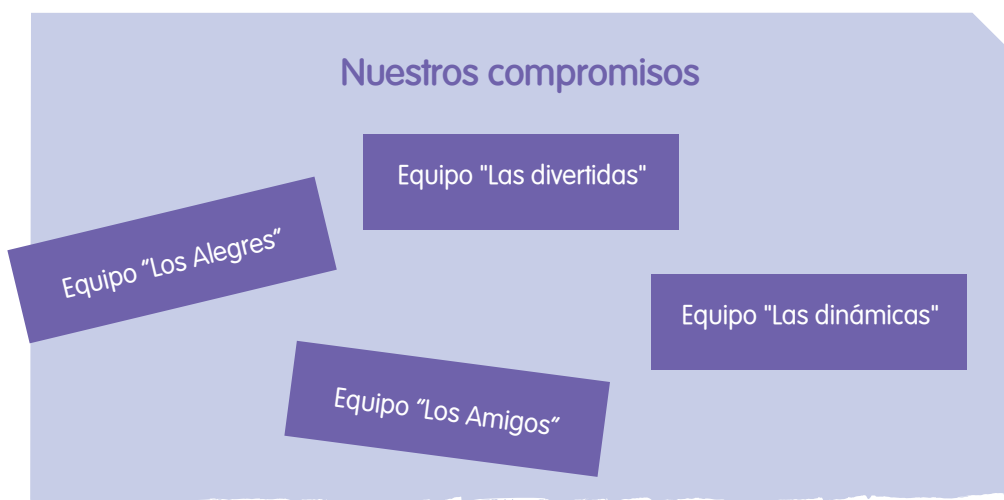 Nuestros compromisos
Equipo "Las divertidas"
Equipo “Los Alegres”
Equipo "Las dinámicas"
Equipo “Los Amigos”